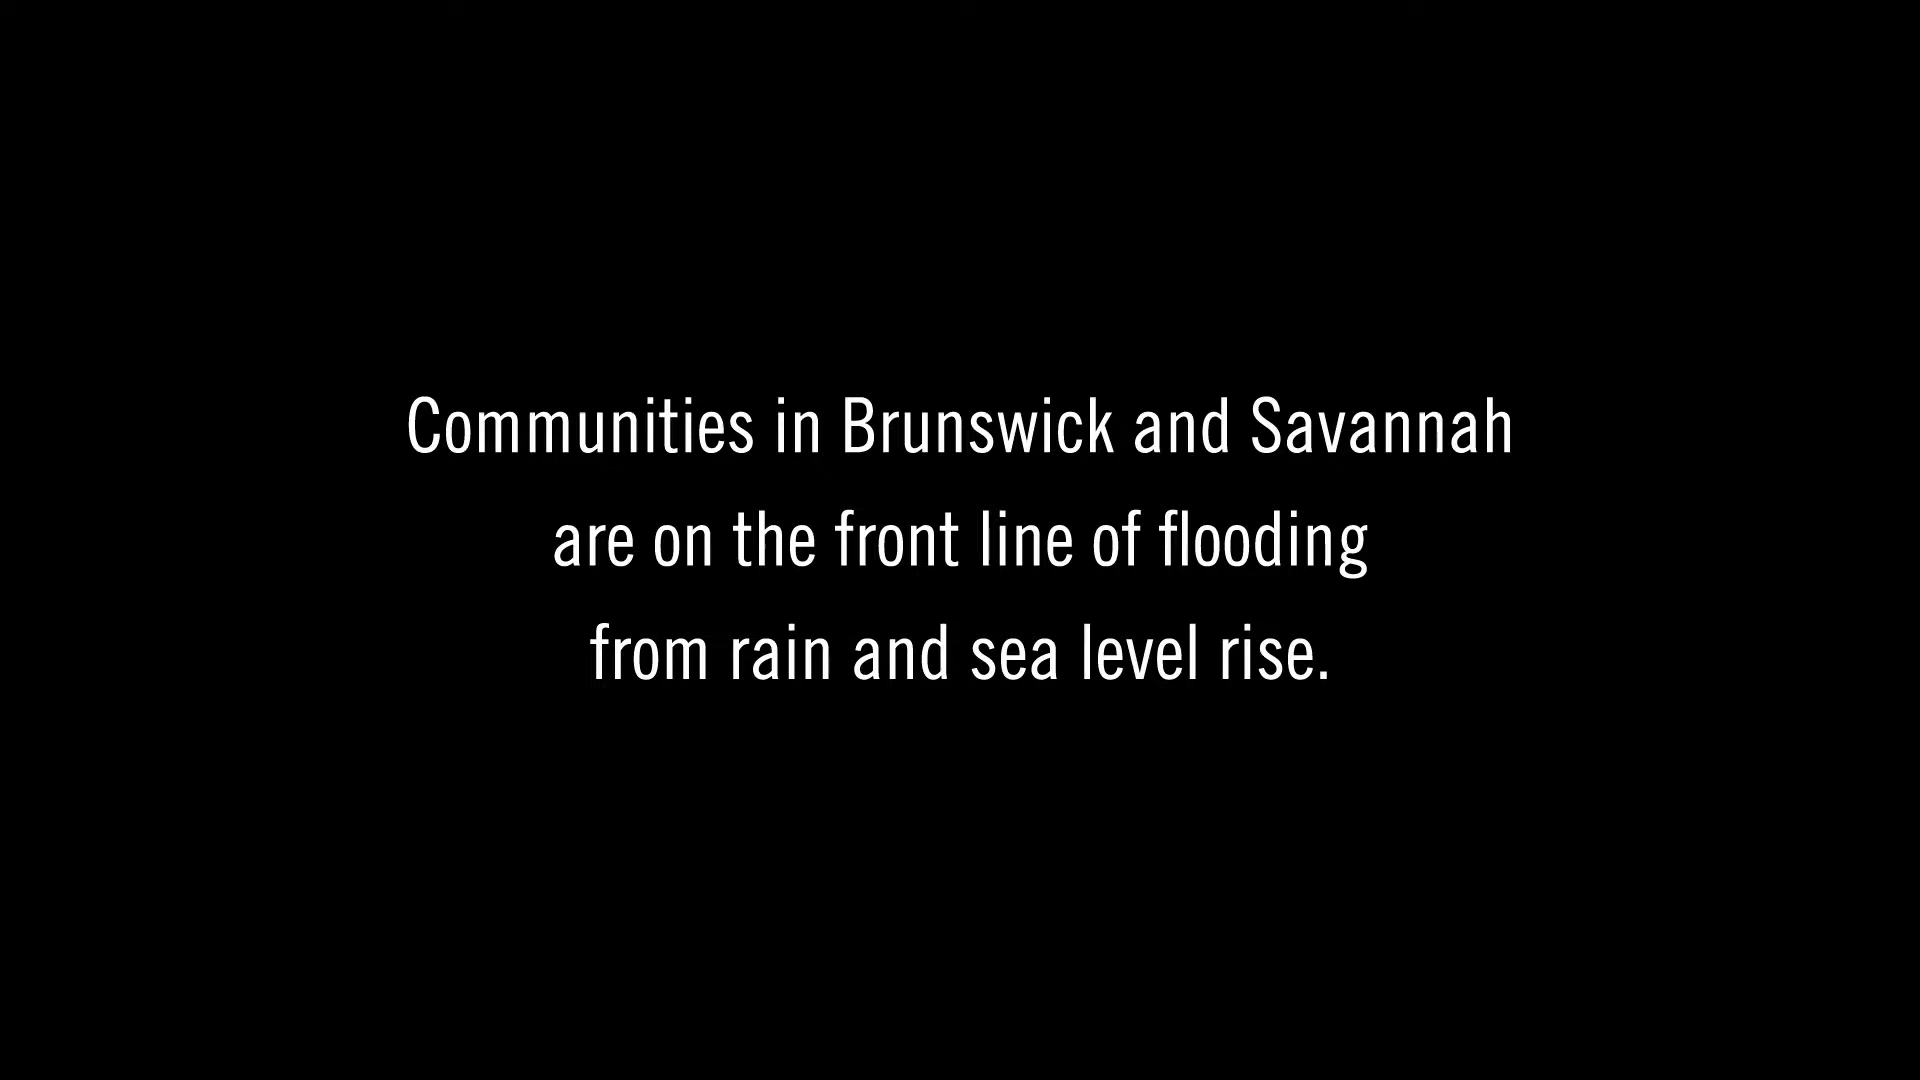 Communities in Brunswick and Savannah
are on the front line of flooding
from rain and sea level rise.